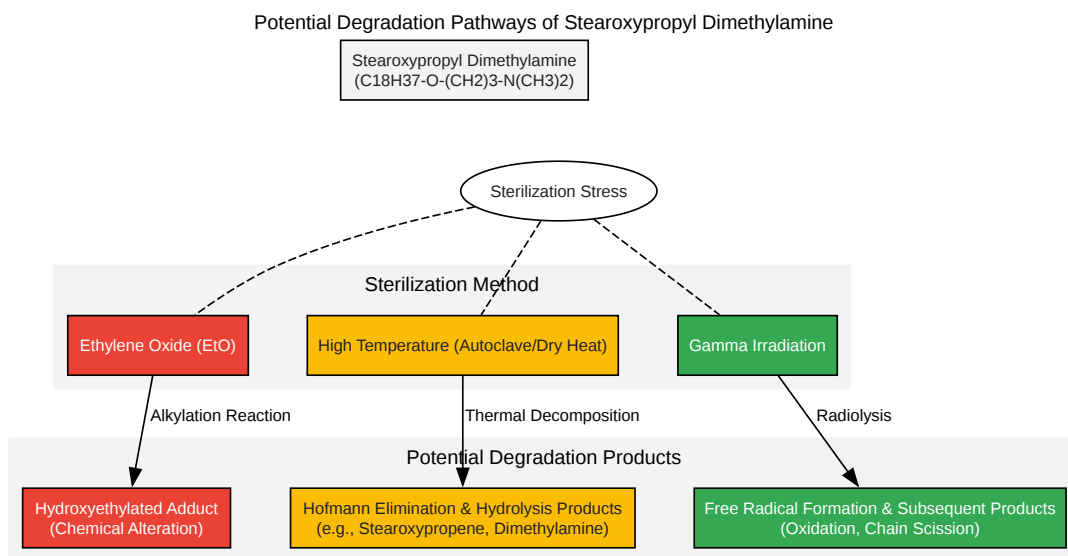 Potential Degradation Pathways of Stearoxypropyl Dimethylamine
Stearoxypropyl Dimethylamine
(C18H37-O-(CH2)3-N(CH3)2)
Sterilization Stress
Sterilization Method
Ethylene Oxide (EtO)
High Temperature (Autoclave/Dry Heat)
Gamma Irradiation
Alkylation Reaction
Thermal Decomposition
Radiolysis
Potential Degradation Products
Hydroxyethylated Adduct
(Chemical Alteration)
Hofmann Elimination & Hydrolysis Products
(e.g., Stearoxypropene, Dimethylamine)
Free Radical Formation & Subsequent Products
(Oxidation, Chain Scission)